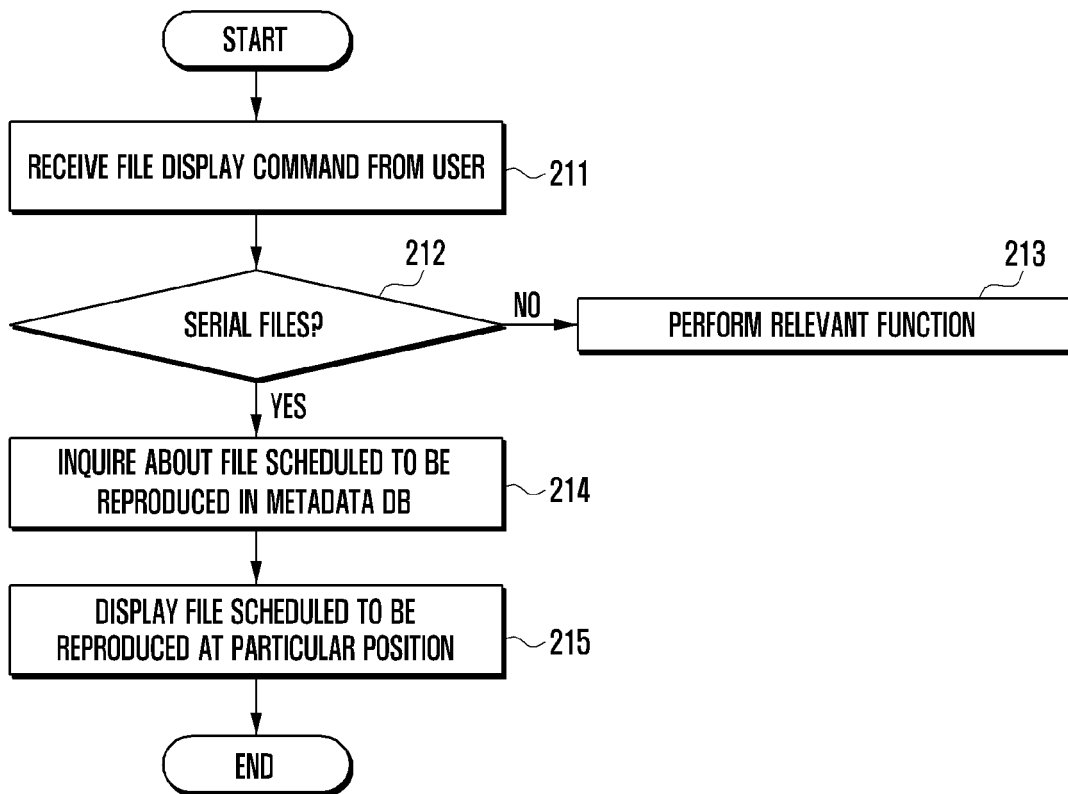 START
RECEIVE FILE DISPLAY COMMAND FROM USER
211
212
SERIAL FILES?
NO
213
PERFORM RELEVANT FUNCTION
YES
INQUIRE ABOUT FILE SCHEDULED TO BE
REPRODUCED IN METADATA DB
214
DISPLAY FILE SCHEDULED TO BE
REPRODUCED AT PARTICULAR POSITION
215
END